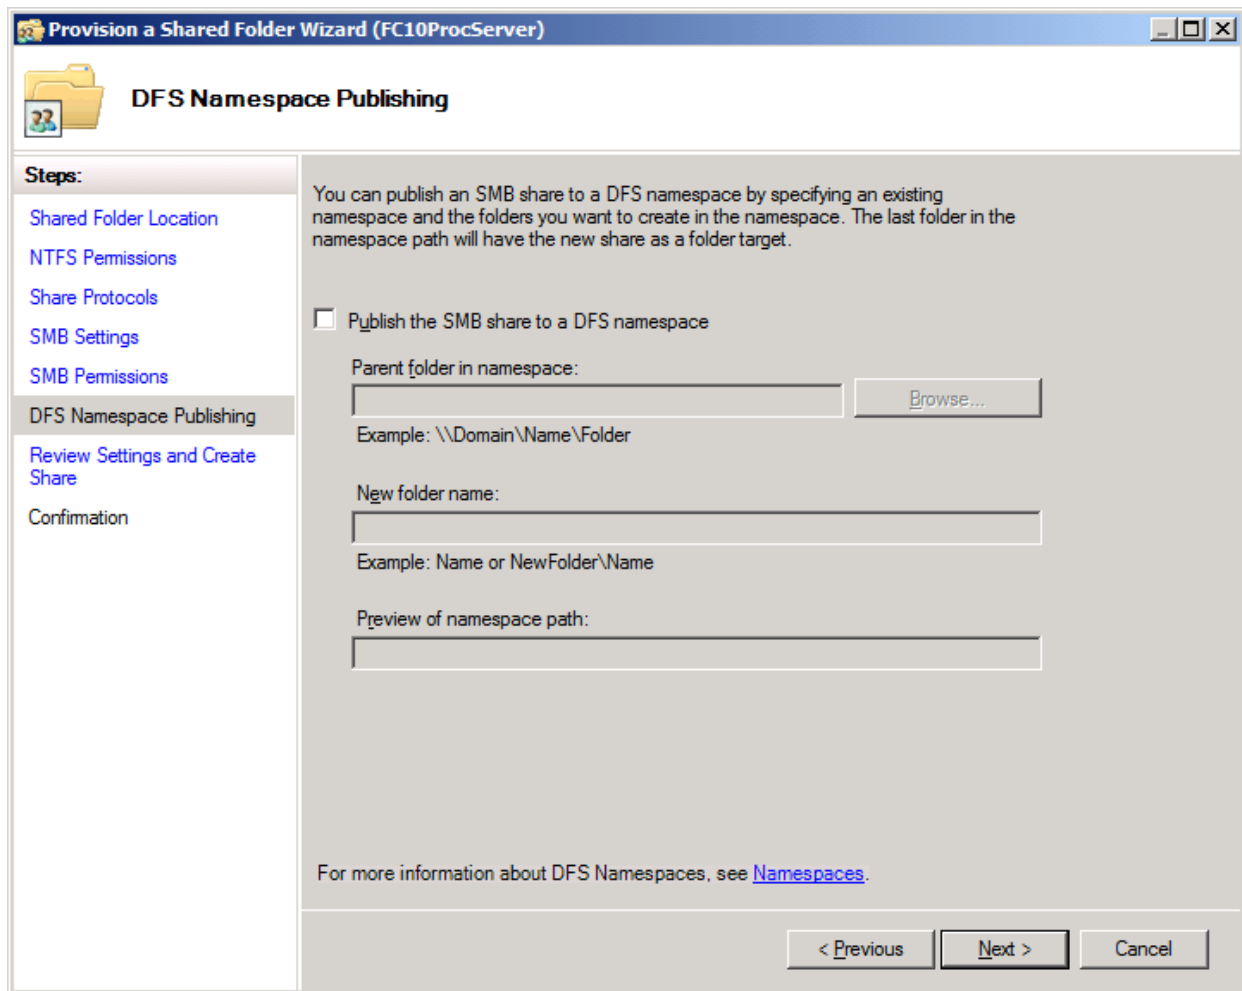 Provision a Shared Folder Wizard (FC10ProcServer)
DFS Namespace Publishing
Steps:
Shared Folder Location
NTFS Permissions
Share Protocols
SMB Settings
SMB Permissions
DFS Namespace Publishing
Review Settings and Create
Share
Confirmation
You can publish an SMB share to a DFS namespace by specifying an existing
namespace and the folders you want to create in the namespace. The last folder in the
namespace path will have the new share as a folder target.
Publish the SMB share to a DFS namespace
Parent folder in namespace:
Browse...
Example: \\Domain\Name\Folder
New folder name:
Example: Name or NewFolder\Name
Preview of namespace path:
For more information about DFS Namespaces, see Namespaces.
< Previous
Next >
Cancel